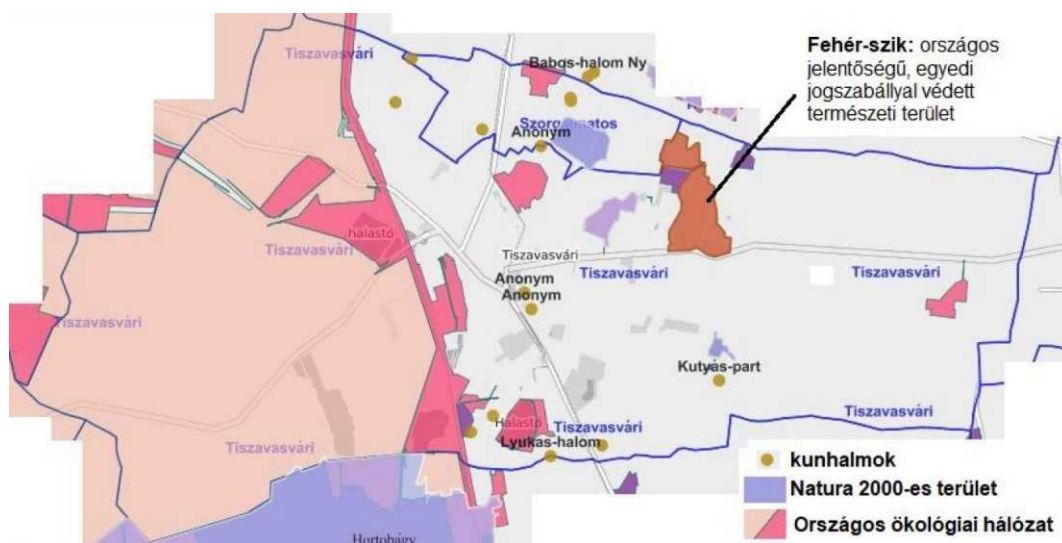 Tiszavasvári
Babos-halom Ny
Fehér-szik: országos
jelentőségű, egyedi
jogszabállyal védett
természeti terület
Szorgalmatos
Anonym
halastó
Tiszavasvári
Tiszavasvári
Tiszavasvári
Tiszavasvári
Anonym
Anonym
Tiszavasvári
Kutyás-part
Tiszavasvári
Halastó
Tiszavasvári
Tiszavasvári
Lyukas-halom
kunhalmok
Natura 2000-es terület
Országos ökológiai hálózat
Hortobágy